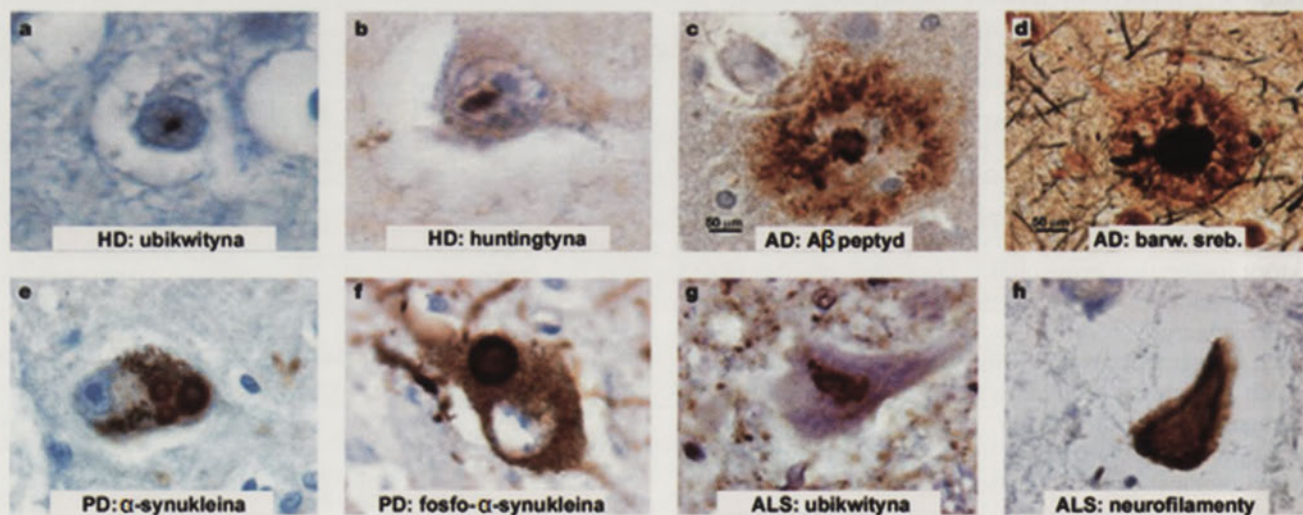 a
HD: ubikwityna
b
HD: huntingtyna
c
50 µm
AD: Aβ peptyd
d
50 µm
AD: barw. sreb.
e
PD: α-synukleina
f
PD: fosfo-α-synukleina
g
ALS: ubikwityna
h
ALS: neurofilamenty